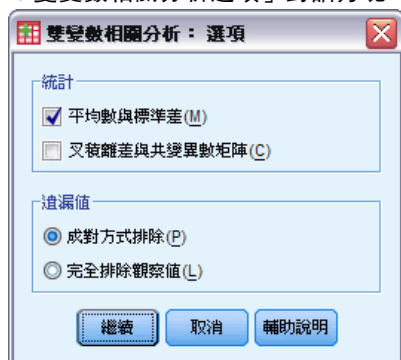 雙變數相關分析： 選項
統計
平均數與標準差(M)
叉積離差與共變異數矩陣(C)
遺漏值
成對方式排除(P)
完全排除觀察值(L)
繼續 取消 輔助說明